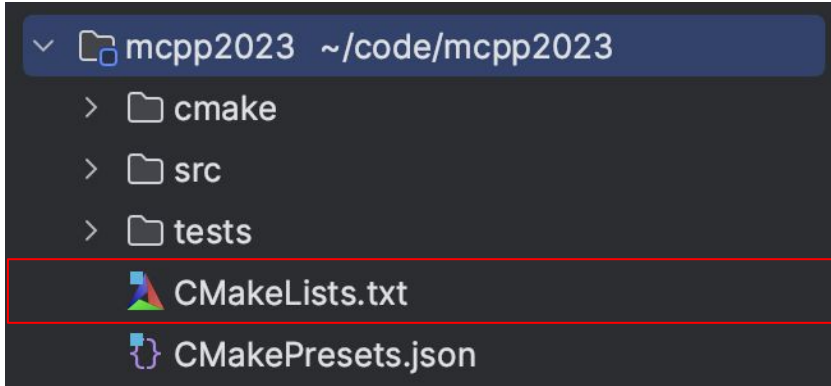 mcpp2023 ~/code/mcpp2023
cmake
src
tests
CMakeLists.txt
{} CMakePresets.json